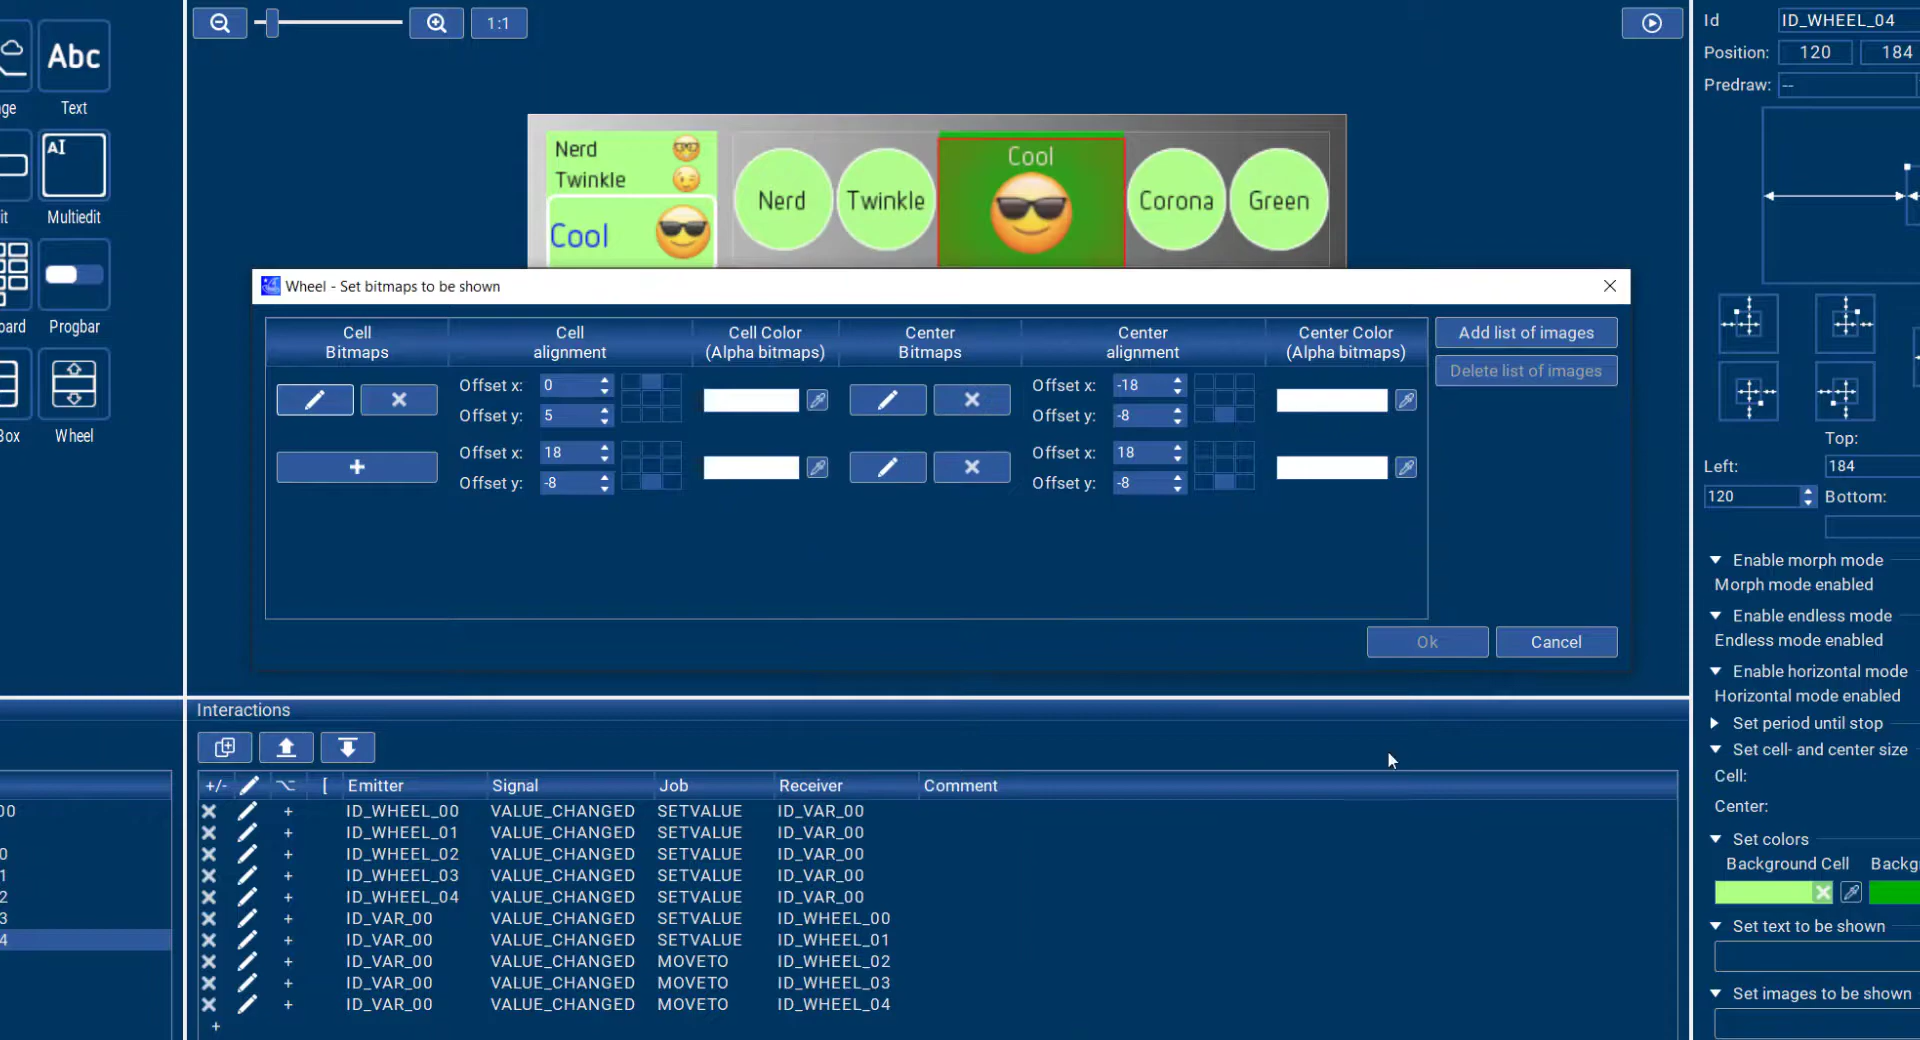 Abc
ge
Text
AI
it
Multiedit
oard
Progbar
Box
Wheel
00
0
1
2
3
4
1:1
Nerd
Twinkle
Cool
Nerd
Twinkle
Cool
Corona
Green
Wheel - Set bitmaps to be shown
Cell
Bitmaps
Cell
alignment
Cell Color
(Alpha bitmaps)
Center
Bitmaps
Center
alignment
Center Color
(Alpha bitmaps)
Add list of images
Delete list of images
Offset x: 0
Offset y: 5
Offset x: -18
Offset y: -8
+
Offset x: 18
Offset y: -8
Offset x: 18
Offset y: -8
Ok
Cancel
Interactions
+/- [ Emitter Signal Job Receiver Comment
+ ID_WHEEL_00 VALUE_CHANGED SETVALUE ID_VAR_00
+ ID_WHEEL_01 VALUE_CHANGED SETVALUE ID_VAR_00
+ ID_WHEEL_02 VALUE_CHANGED SETVALUE ID_VAR_00
+ ID_WHEEL_03 VALUE_CHANGED SETVALUE ID_VAR_00
+ ID_WHEEL_04 VALUE_CHANGED SETVALUE ID_VAR_00
+ ID_VAR_00 VALUE_CHANGED SETVALUE ID_WHEEL_00
+ ID_VAR_00 VALUE_CHANGED SETVALUE ID_WHEEL_01
+ ID_VAR_00 VALUE_CHANGED MOVETO ID_WHEEL_02
+ ID_VAR_00 VALUE_CHANGED MOVETO ID_WHEEL_03
+ ID_VAR_00 VALUE_CHANGED MOVETO ID_WHEEL_04
+
Id ID_WHEEL_04
Position: 120 184
Predraw: --
Top:
Left: 184
120 Bottom:
Enable morph mode
Morph mode enabled
Enable endless mode
Endless mode enabled
Enable horizontal mode
Horizontal mode enabled
Set period until stop
Set cell- and center size
Cell:
Center:
Set colors
Background Cell Backg
Set text to be shown
Set images to be shown